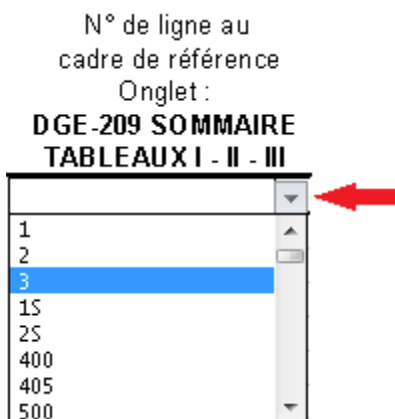 N° de ligne au
cadre de référence
Onglet :
DGE-209 SOMMAIRE
TABLEAUX I - II - III
1
2
3
1S
2S
400
405
500